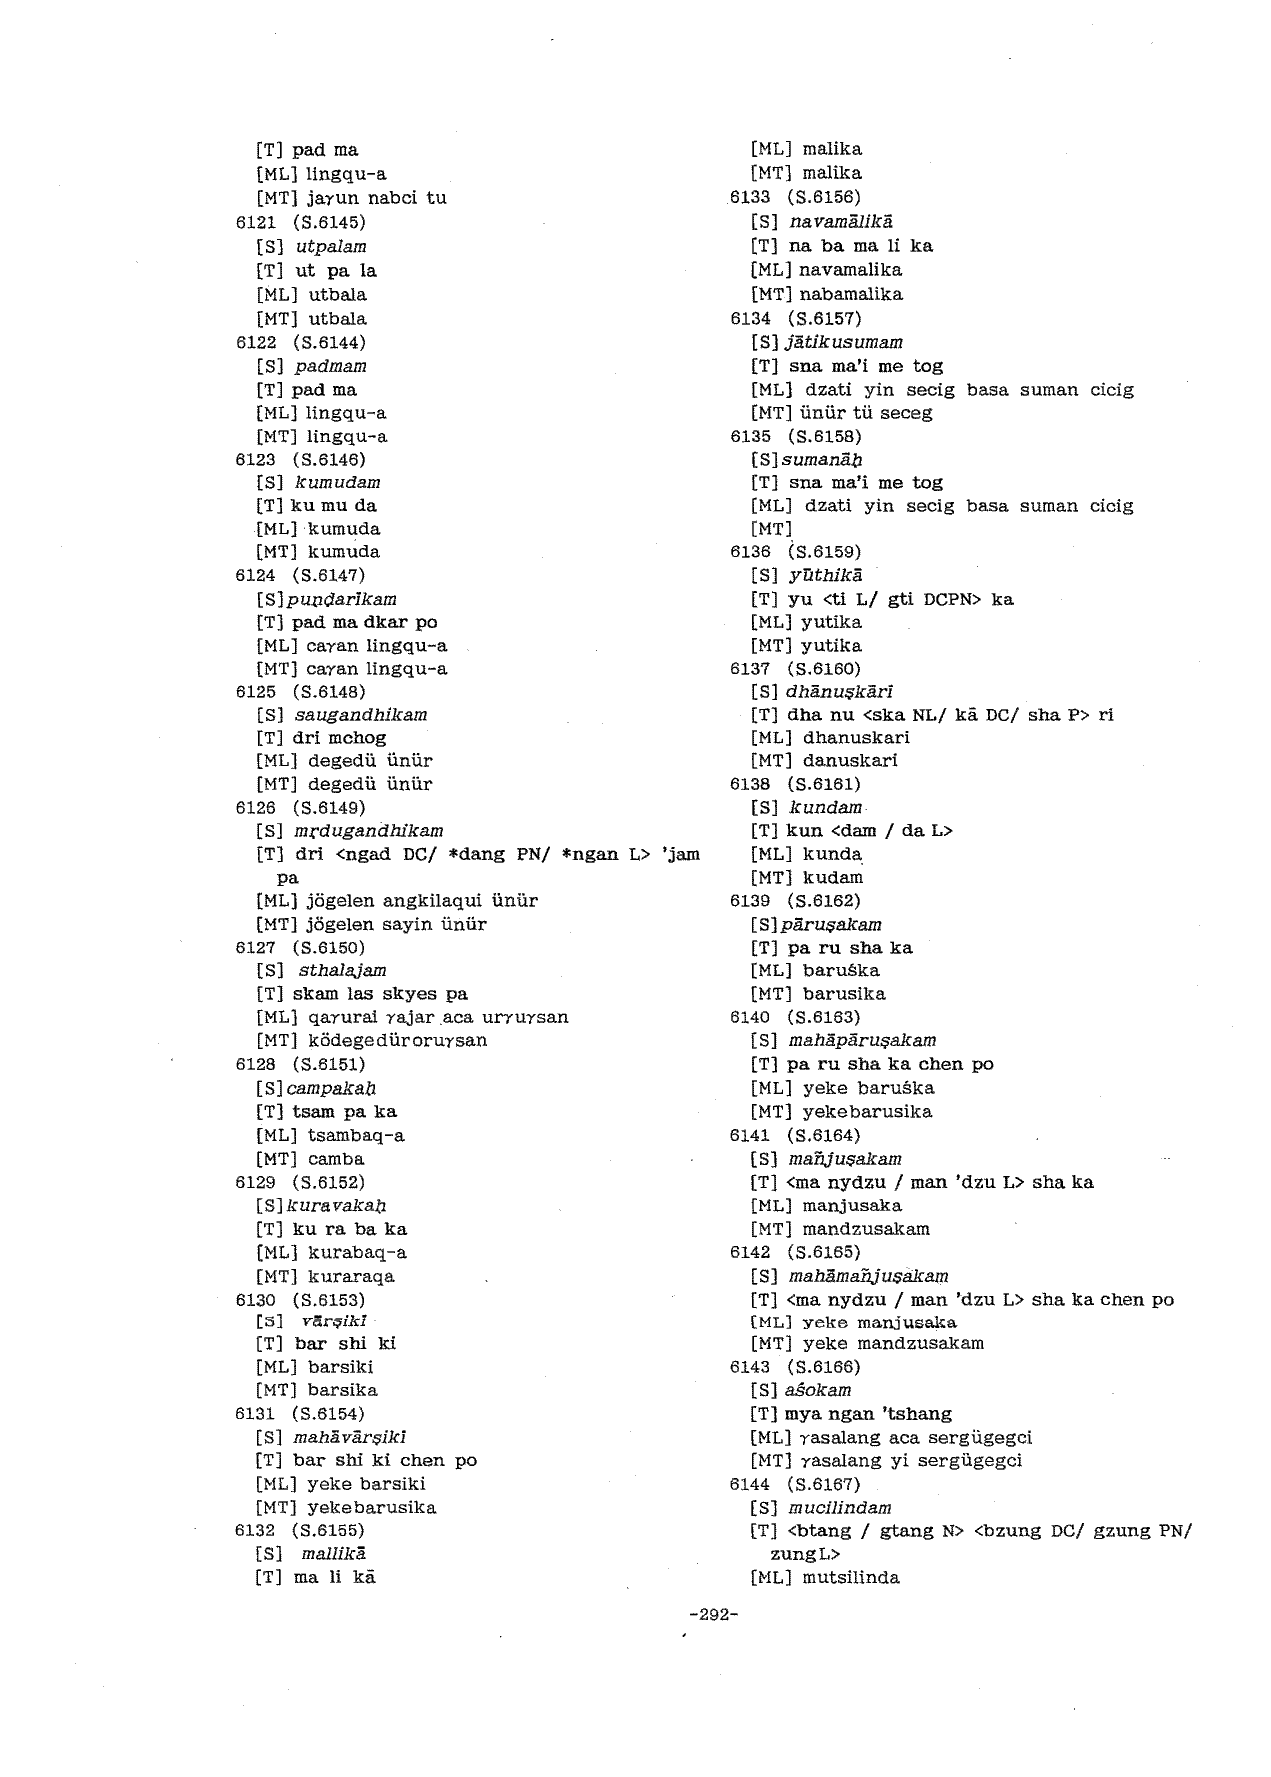 [T] pad ma
[ML] lingqu-a
[MT] jaγun nabci tu
6121 (S.6145)
[S] utpalam
[T] ut pa la
[ML] utbala
[MT] utbala
6122 (S.6144)
[S] padmam
[T] pad ma
[ML] lingqu-a
[MT] lingqu-a
6123 (S.6146)
[S] kumudam
[T] ku mu da
[ML] kumuda
[MT] kumuda
6124 (S.6147)
[S] puṇḍarīkam
[T] pad ma dkar po
[ML] caγan lingqu-a
[MT] caγan lingqu-a
6125 (S.6148)
[S] saugandhikam
[T] dri mchog
[ML] degedü ünür
[MT] degedü ünür
6126 (S.6149)
[S] mṛdugandhikam
[T] dri <ngad DC/ *dang PN/ *ngan L> 'jam
pa
[ML] jögelen angkilaqui ünür
[MT] jögelen sayin ünür
6127 (S.6150)
[S] sthalajam
[T] skam las skyes pa
[ML] qaγurai γajar aca urγuγsan
[MT] ködegedür oruγsan
6128 (S.6151)
[S] campakaḥ
[T] tsam pa ka
[ML] tsambaq-a
[MT] camba
6129 (S.6152)
[S] kuravakaḥ
[T] ku ra ba ka
[ML] kurabaq-a
[MT] kuraraqa
6130 (S.6153)
[S] vārṣikī
[T] bar shi ki
[ML] barsiki
[MT] barsika
6131 (S.6154)
[S] mahāvārṣikī
[T] bar shi ki chen po
[ML] yeke barsiki
[MT] yekebarusika
6132 (S.6155)
[S] mallikā
[T] ma li kā
[ML] malika
[MT] malika
6133 (S.6156)
[S] navamālikā
[T] na ba ma li ka
[ML] navamalika
[MT] nabamalika
6134 (S.6157)
[S] jātikusumam
[T] sna ma'i me tog
[ML] dzati yin secig basa suman cicig
[MT] ünür tü seceg
6135 (S.6158)
[S] sumanāḥ
[T] sna ma'i me tog
[ML] dzati yin secig basa suman cicig
[MT]
6136 (S.6159)
[S] yūthikā
[T] yu <ti L/ gti DCPN> ka
[ML] yutika
[MT] yutika
6137 (S.6160)
[S] dhānuṣkārī
[T] dha nu <ska NL/ kā DC/ sha P> ri
[ML] dhanuskari
[MT] danuskari
6138 (S.6161)
[S] kundam
[T] kun <dam / da L>
[ML] kunda
[MT] kudam
6139 (S.6162)
[S] pāruṣakam
[T] pa ru sha ka
[ML] baruśka
[MT] barusika
6140 (S.6163)
[S] mahāpāruṣakam
[T] pa ru sha ka chen po
[ML] yeke baruśka
[MT] yekebarusika
6141 (S.6164)
[S] mañjuṣakam
[T] <ma nydzu / man 'dzu L> sha ka
[ML] manjusaka
[MT] mandzusakam
6142 (S.6165)
[S] mahāmañjuṣakam
[T] <ma nydzu / man 'dzu L> sha ka chen po
[ML] yeke manjusaka
[MT] yeke mandzusakam
6143 (S.6166)
[S] aśokam
[T] mya ngan 'tshang
[ML] γasalang aca sergügegci
[MT] γasalang yi sergügegci
6144 (S.6167)
[S] mucilindam
[T] <btang / gtang N> <bzung DC/ gzung PN/
zung L>
[ML] mutsilinda
-292-